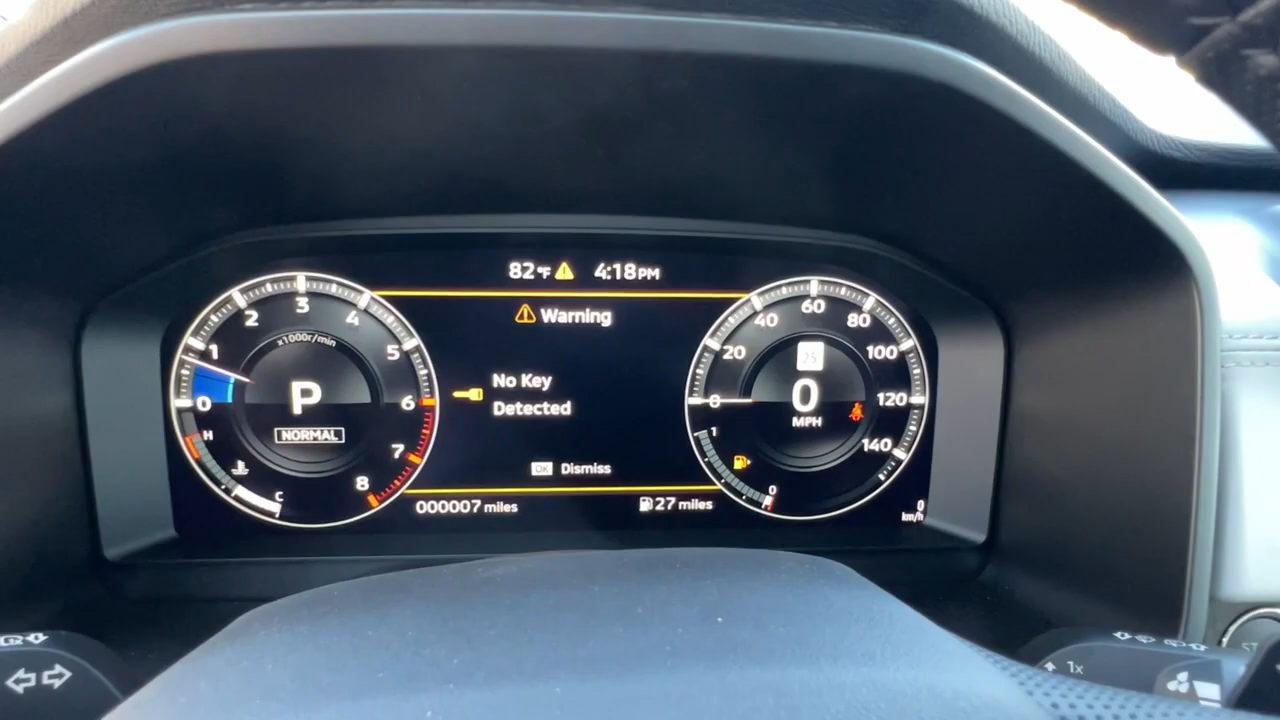 82°F 4:18PM
Warning
No Key
Detected
OK Dismiss
000007 miles
27 miles
x1000r/min
0
1
2
3
4
5
6
7
8
P
NORMAL
H
C
0
20
40
60
80
100
120
140
25
0
MPH
1
0
0
km/h
1x